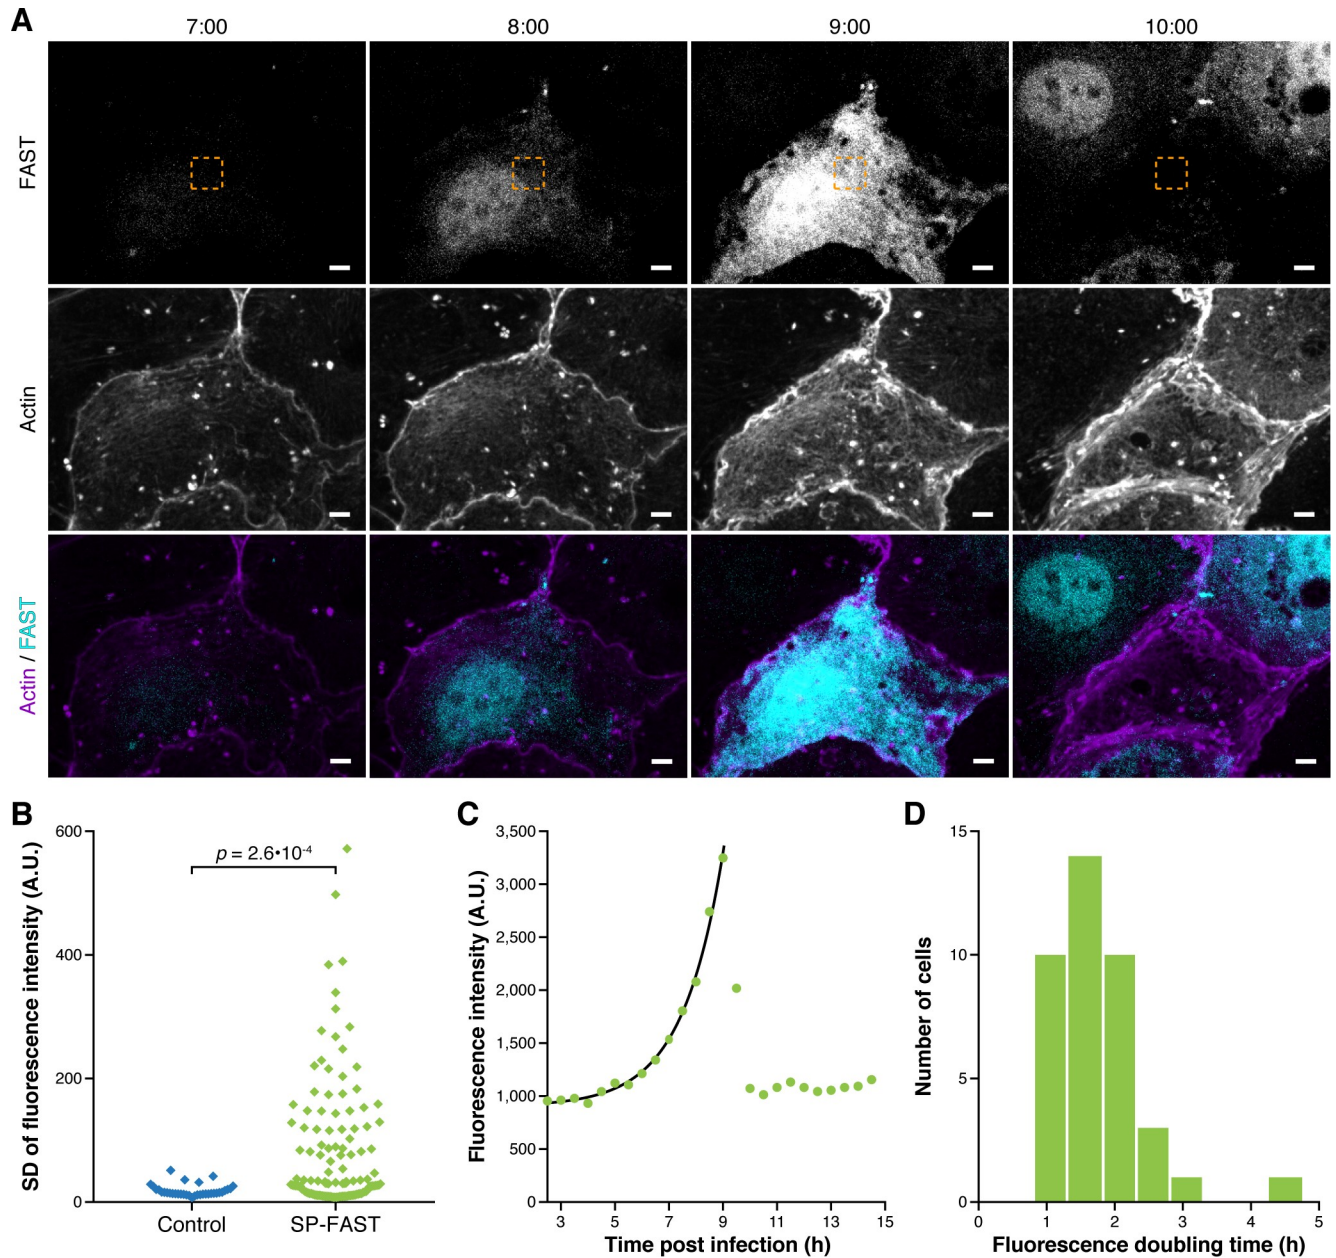 A
7:00 8:00 9:00 10:00
FAST
Actin
Actin / FAST
B
SD of fluorescence intensity (A.U.)
600
400
200
0
p = 2.6•10-4
Control SP-FAST
C
Fluorescence intensity (A.U.)
3,500
3,000
2,500
2,000
1,500
1,000
500
0
3 5 7 9 11 13 15
Time post infection (h)
D
Number of cells
15
10
5
0
0 1 2 3 4 5
Fluorescence doubling time (h)